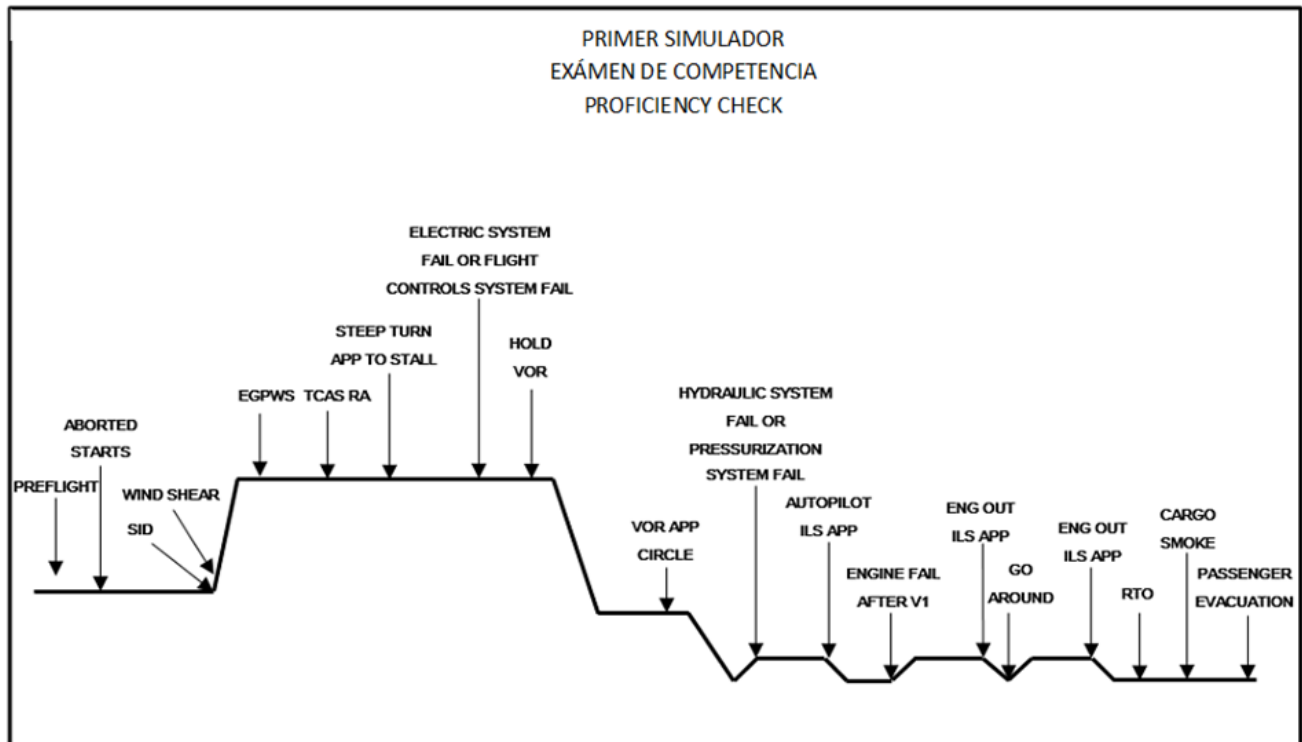 PRIMER SIMULADOR
EXÁMEN DE COMPETENCIA
PROFICIENCY CHECK
PREFLIGHT
ABORTED
STARTS
SID
WIND SHEAR
EGPWS
TCAS RA
STEEP TURN
APP TO STALL
ELECTRIC SYSTEM
FAIL OR FLIGHT
CONTROLS SYSTEM FAIL
HOLD
VOR
VOR APP
CIRCLE
HYDRAULIC SYSTEM
FAIL OR
PRESSURIZATION
SYSTEM FAIL
AUTOPILOT
ILS APP
ENGINE FAIL
AFTER V1
ENG OUT
ILS APP
GO
AROUND
ENG OUT
ILS APP
RTO
CARGO
SMOKE
PASSENGER
EVACUATION